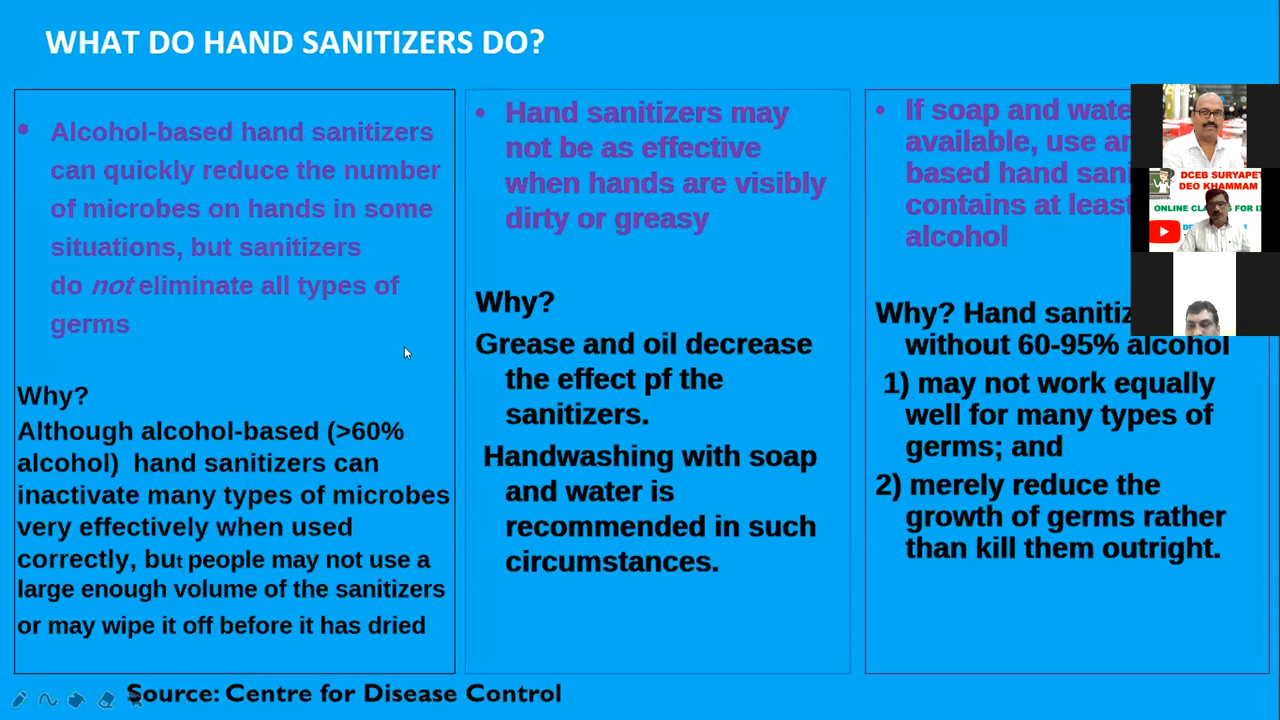 WHAT DO HAND SANITIZERS DO?
• Alcohol-based hand sanitizers
can quickly reduce the number
of microbes on hands in some
situations, but sanitizers
do not eliminate all types of
germs
Why?
Although alcohol-based (>60%
alcohol) hand sanitizers can
inactivate many types of microbes
very effectively when used
correctly, but people may not use a
large enough volume of the sanitizers
or may wipe it off before it has dried
• Hand sanitizers may
not be as effective
when hands are visibly
dirty or greasy
Why?
Grease and oil decrease
the effect pf the
sanitizers.
Handwashing with soap
and water is
recommended in such
circumstances.
• If soap and
available, use
based hand
contains at least
alcohol
Why? Hand
without 60-95% alcohol
1) may not work equally
well for many types of
germs; and
2) merely reduce the
growth of germs rather
than kill them outright.
DCEB SURYAPET
DEO KHAMMAM
ONLINE FOR
Source: Centre for Disease Control